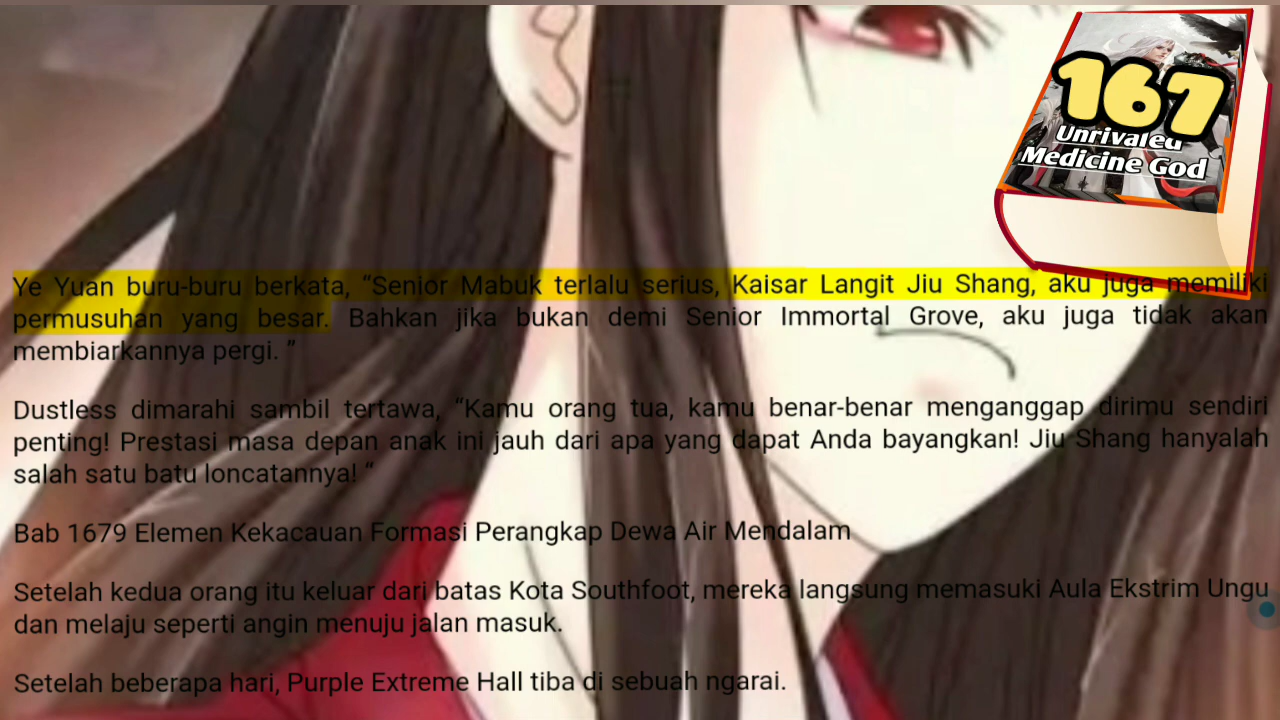 167
Unrivaled
Medicine God
Ye Yuan buru-buru berkata, “Senior Mabuk terlalu serius, Kaisar Langit Jiu Shang, aku juga memiliki
permusuhan yang besar. Bahkan jika bukan demi Senior Immortal Grove, aku juga tidak akan
membiarkannya pergi. ”
Dustless dimarahi sambil tertawa, “Kamu orang tua, kamu benar-benar menganggap dirimu sendiri
penting! Prestasi masa depan anak ini jauh dari apa yang dapat Anda bayangkan! Jiu Shang hanyalah
salah satu batu loncatannya! “
Bab 1679 Elemen Kekacauan Formasi Perangkap Dewa Air Mendalam
Setelah kedua orang itu keluar dari batas Kota Southfoot, mereka langsung memasuki Aula Ekstrim Ungu
dan melaju seperti angin menuju jalan masuk.
Setelah beberapa hari, Purple Extreme Hall tiba di sebuah ngarai.